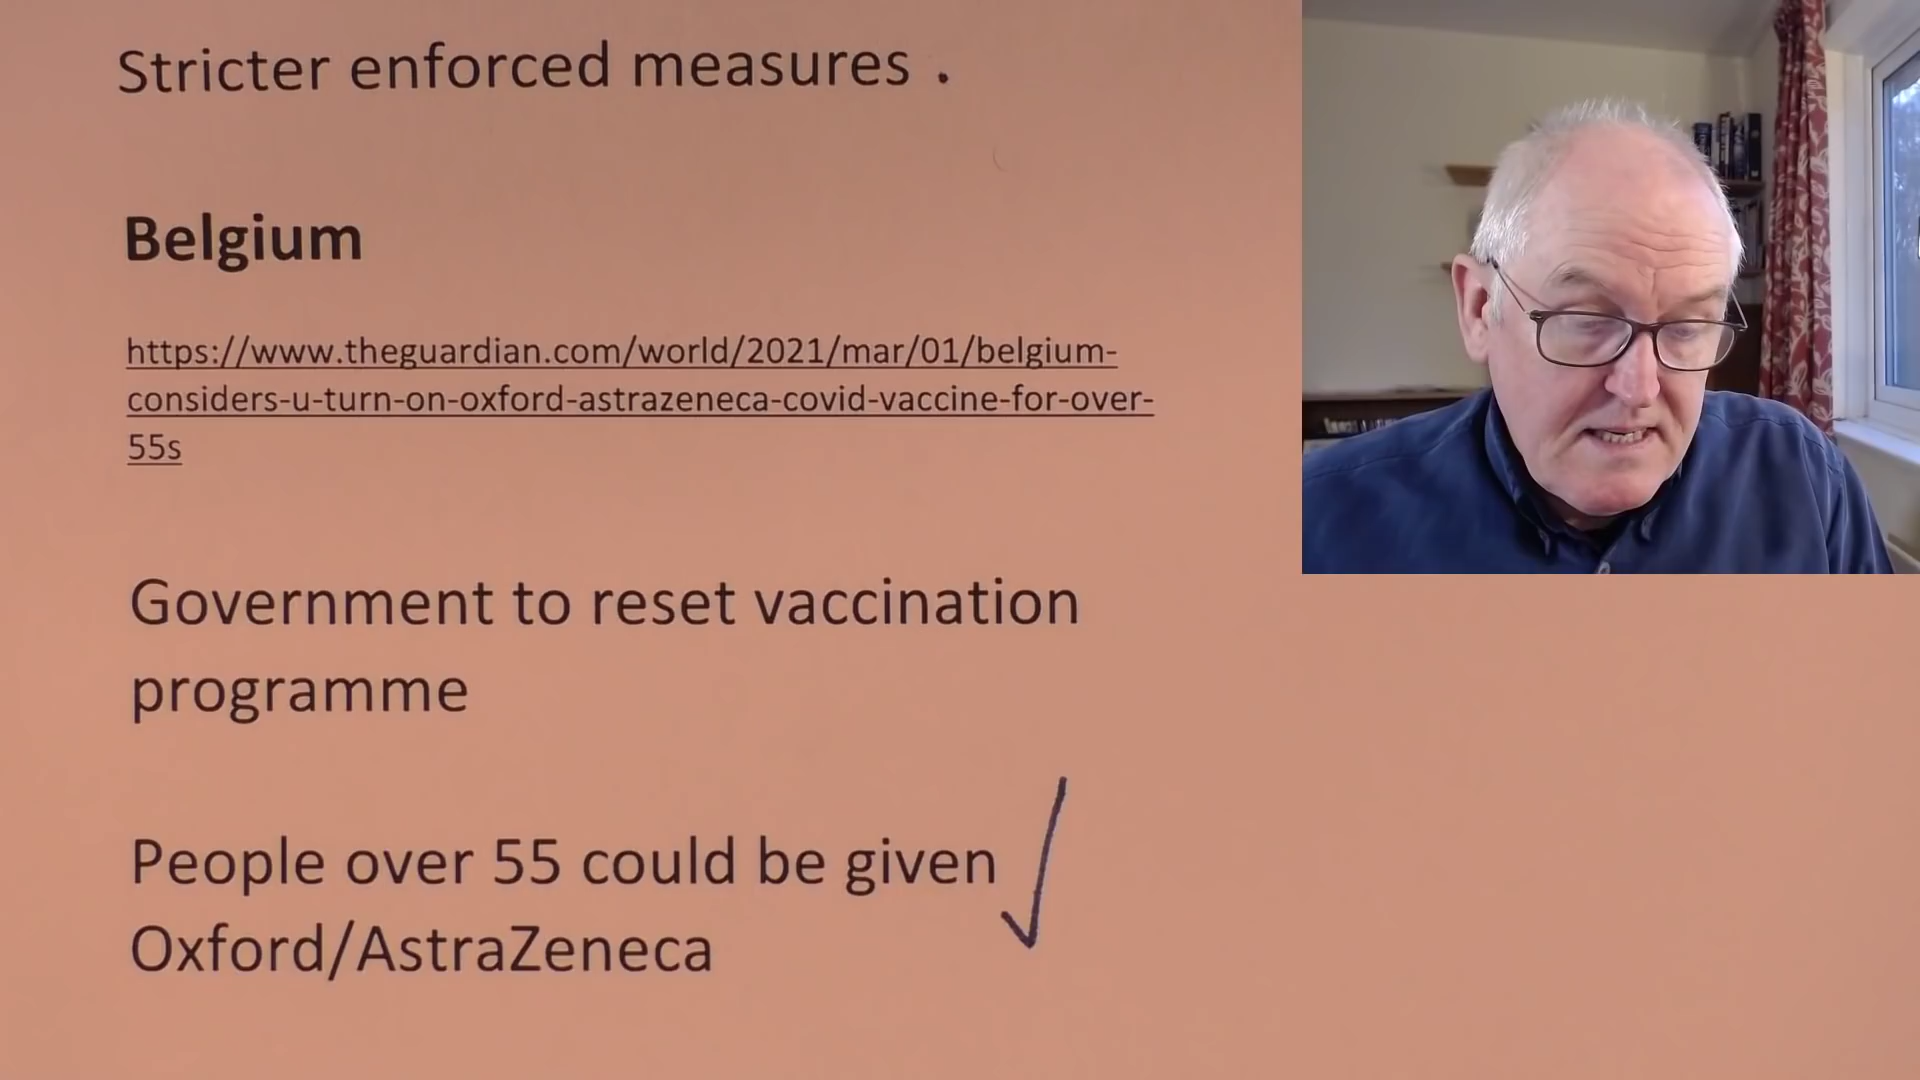 Stricter enforced measures .
Belgium
https://www.theguardian.com/world/2021/mar/01/belgium-
considers-u-turn-on-oxford-astrazeneca-covid-vaccine-for-over-
55s
Government to reset vaccination
programme
People over 55 could be given
Oxford/AstraZeneca